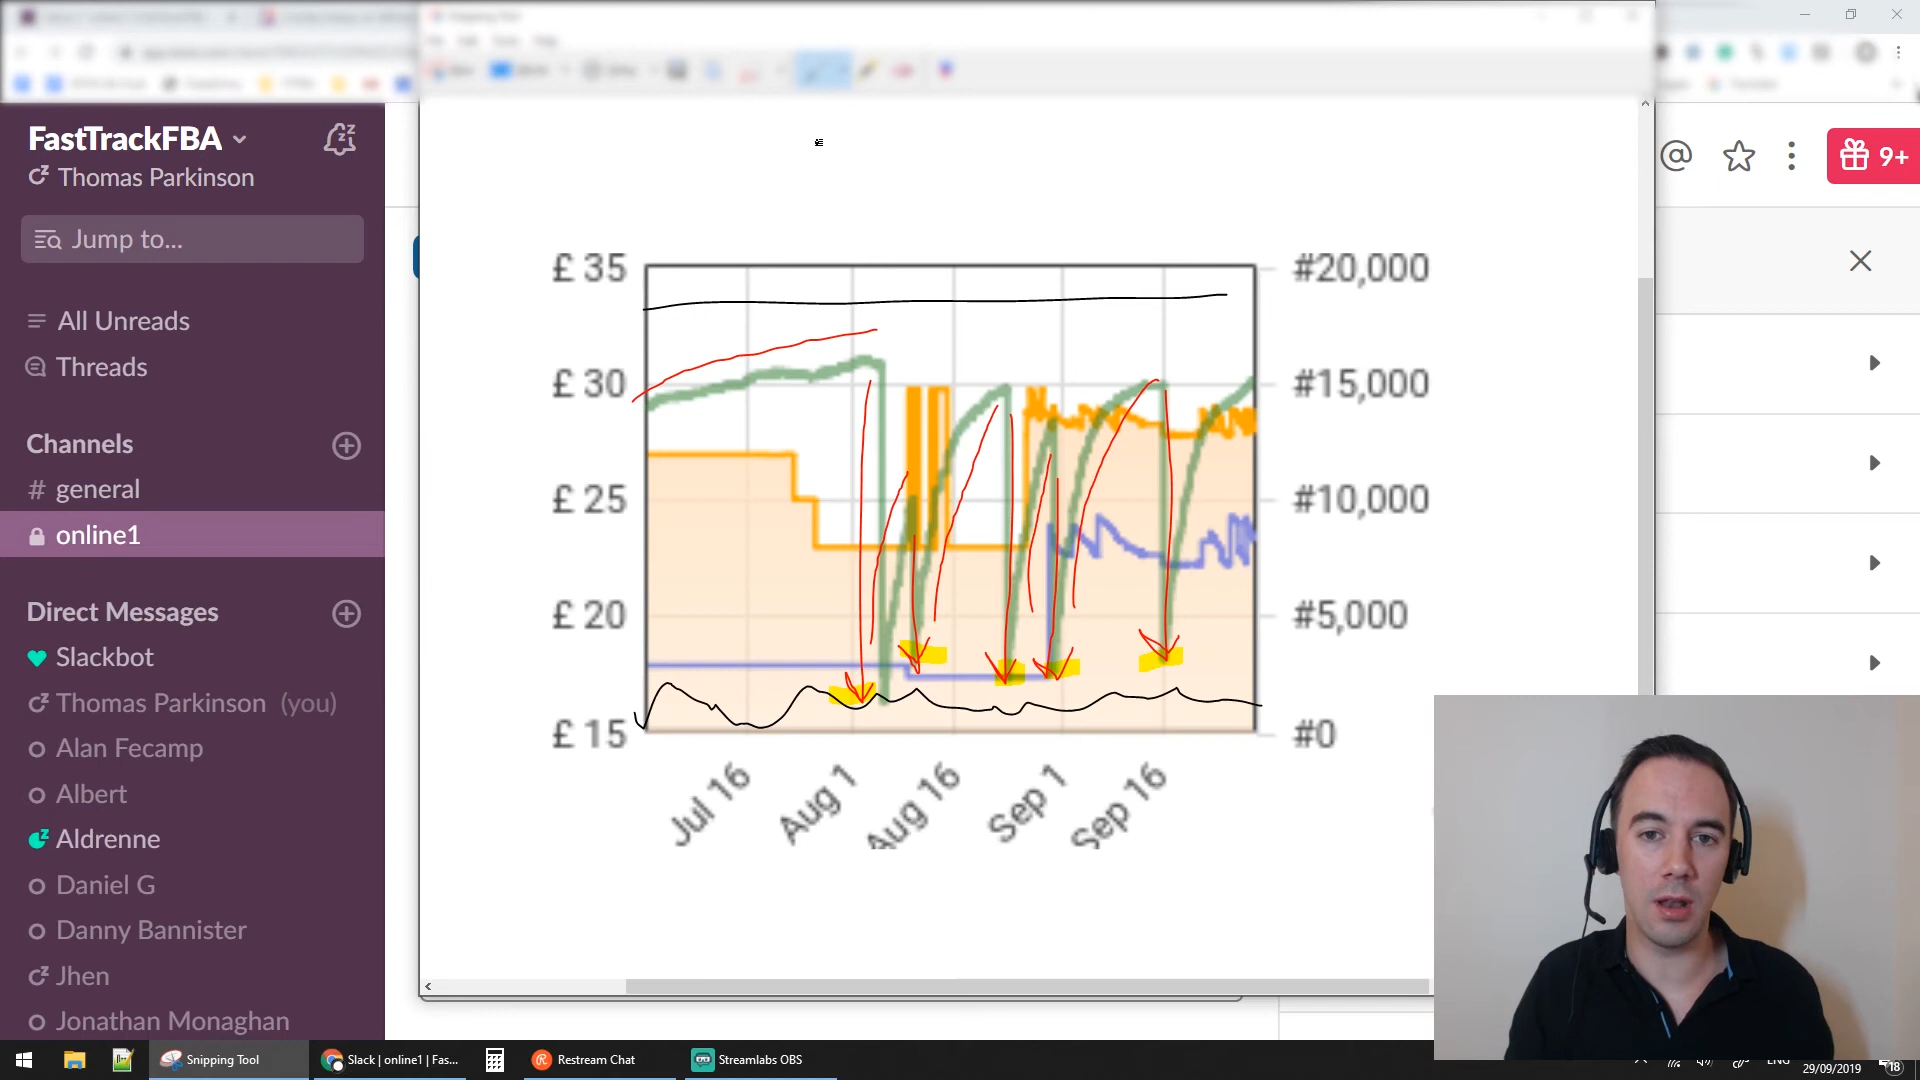 FastTrackFBA
Thomas Parkinson
Jump to...
All Unreads
Threads
Channels
# general
online1
Direct Messages
Slackbot
Thomas Parkinson (you)
Alan Fecamp
Albert
Aldrenne
Daniel G
Danny Bannister
Jhen
Jonathan Monaghan
9+
£ 35
£ 30
£ 25
£ 20
£ 15
#20,000
#15,000
#10,000
#5,000
#0
Jul 16
Aug 1
Aug 16
Sep 1
Sep 16
Snipping Tool
Slack | online1 | Fas...
Restream Chat
Streamlabs OBS
ENG
29/09/2019
18